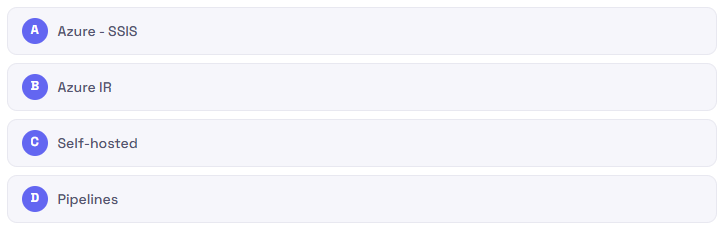 A Azure - SSIS
B Azure IR
C Self-hosted
D Pipelines